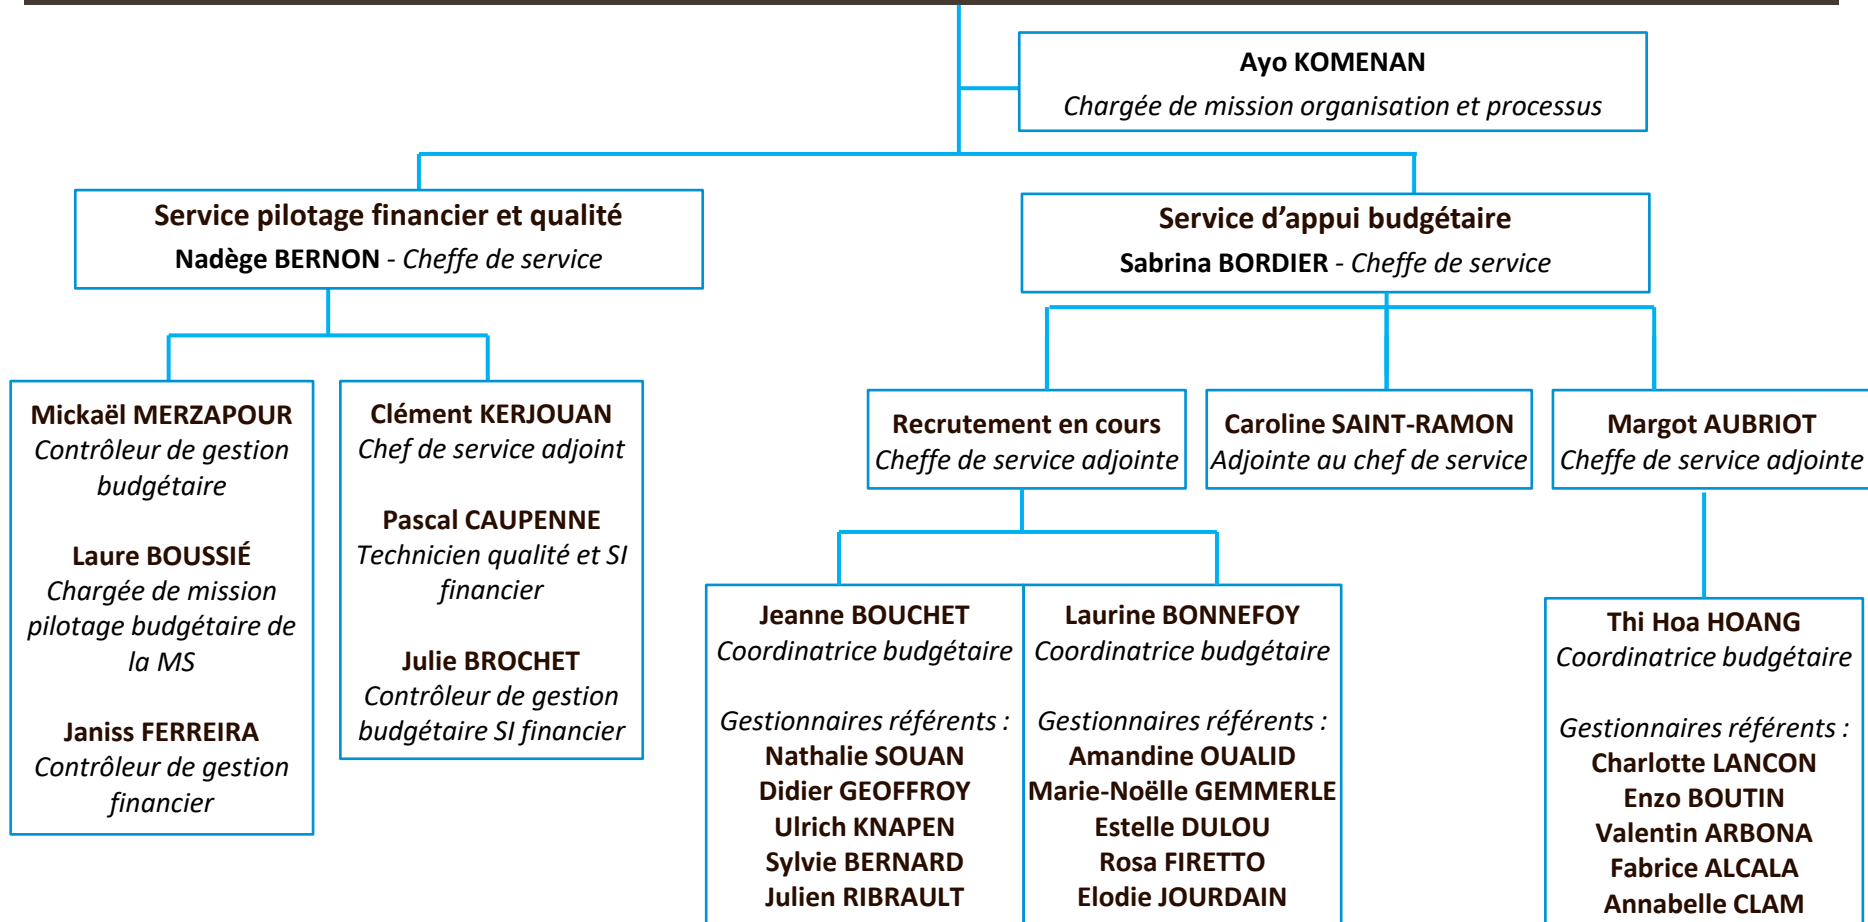 Ayo KOMENAN
Chargée de mission organisation et processus
Service pilotage financier et qualité
Nadège BERNON - Cheffe de service
Service d’appui budgétaire
Sabrina BORDIER - Cheffe de service
Mickaël MERZAPOUR
Contrôleur de gestion
budgétaire
Laure BOUSSIÉ
Chargée de mission
pilotage budgétaire de
la MS
Janiss FERREIRA
Contrôleur de gestion
financier
Clément KERJOUAN
Chef de service adjoint
Pascal CAUPENNE
Technicien qualité et SI
financier
Julie BROCHET
Contrôleur de gestion
budgétaire SI financier
Recrutement en cours
Cheffe de service adjointe
Caroline SAINT-RAMON
Adjointe au chef de service
Margot AUBRIOT
Cheffe de service adjointe
Jeanne BOUCHET
Coordinatrice budgétaire
Gestionnaires référents :
Nathalie SOUAN
Didier GEOFFROY
Ulrich KNAPEN
Sylvie BERNARD
Julien RIBRAULT
Laurine BONNEFOY
Coordinatrice budgétaire
Gestionnaires référents :
Amandine OUALID
Marie-Noëlle GEMMERLE
Estelle DULOU
Rosa FIRETTO
Elodie JOURDAIN
Thi Hoa HOANG
Coordinatrice budgétaire
Gestionnaires référents :
Charlotte LANCON
Enzo BOUTIN
Valentin ARBONA
Fabrice ALCALA
Annabelle CLAM